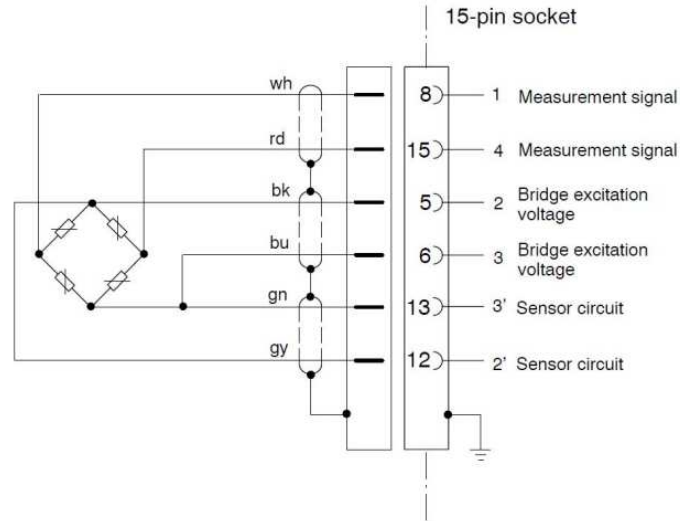 15-pin socket
wh 8 1 Measurement signal
rd 15 4 Measurement signal
bk 5 2 Bridge excitation
voltage
bu 6 3 Bridge excitation
voltage
gn 13 3' Sensor circuit
gy 12 2' Sensor circuit